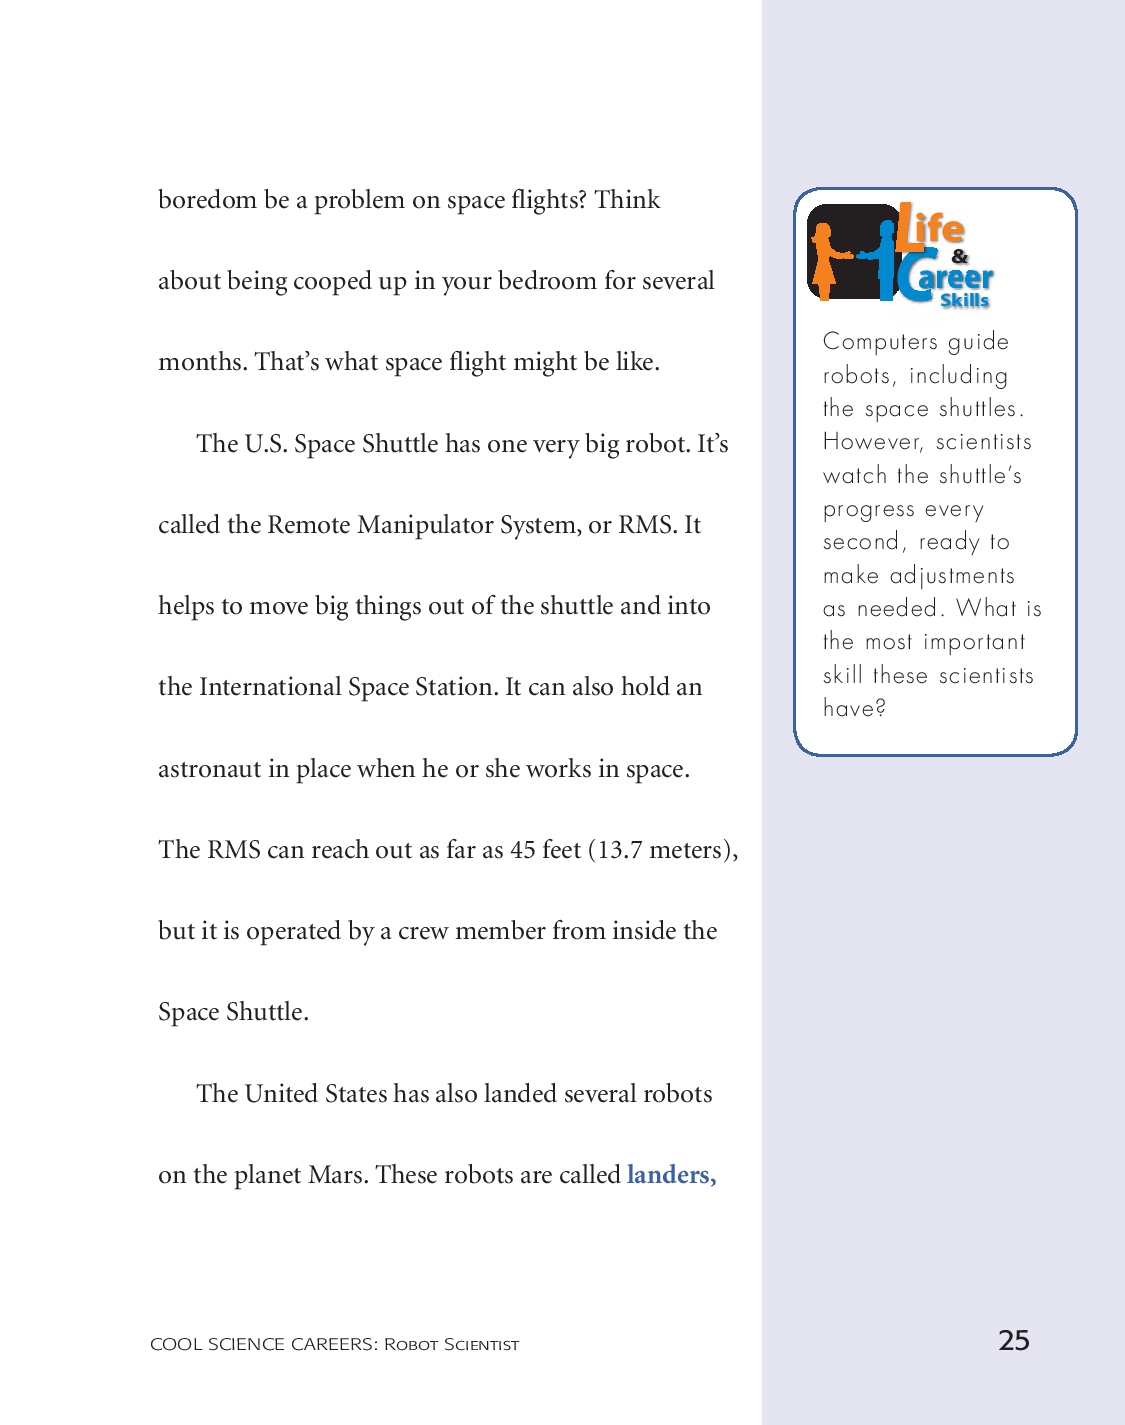 boredom be a problem on space flights? Think
about being cooped up in your bedroom for several
months. That’s what space flight might be like.
The U.S. Space Shuttle has one very big robot. It’s
called the Remote Manipulator System, or RMS. It
helps to move big things out of the shuttle and into
the International Space Station. It can also hold an
astronaut in place when he or she works in space.
The RMS can reach out as far as 45 feet (13.7 meters),
but it is operated by a crew member from inside the
Space Shuttle.
The United States has also landed several robots
on the planet Mars. These robots are called landers,
Life
&
Career
Skills
Computers guide
robots, including
the space shuttles.
However, scientists
watch the shuttle’s
progress every
second, ready to
make adjustments
as needed. What is
the most important
skill these scientists
have?
COOL SCIENCE CAREERS: Robot Scientist
25